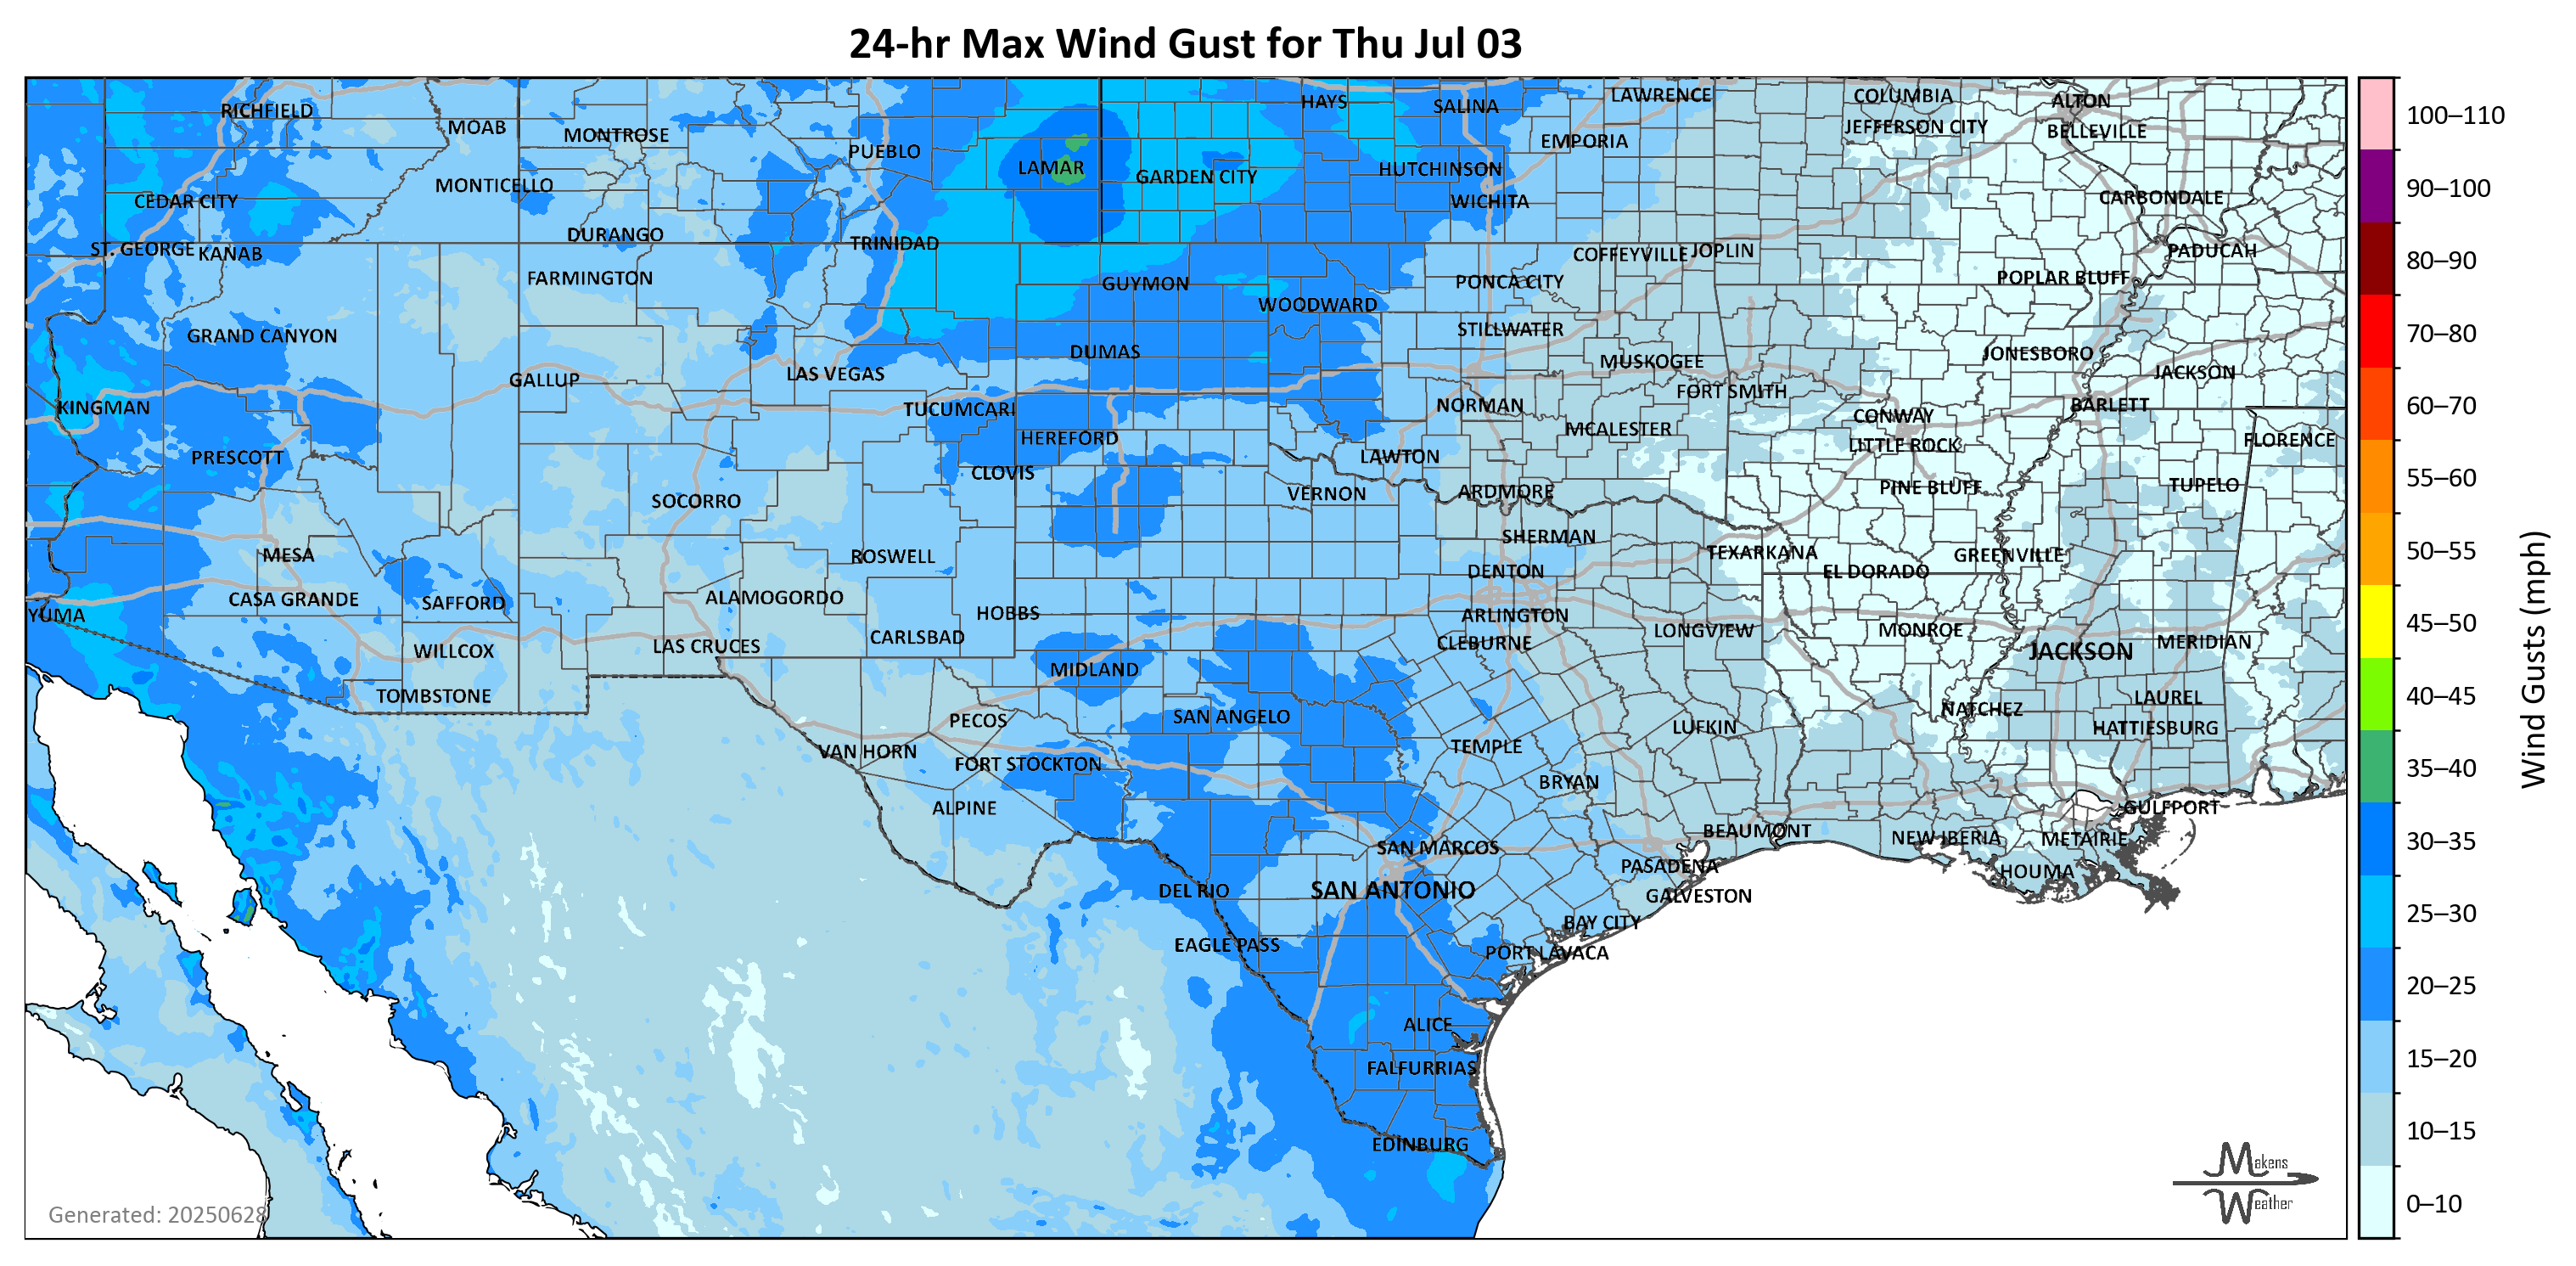 24-hr Max Wind Gust for Thu Jul 03
RICHFIELD
MOAB
MONTROSE
PUEBLO
LAMAR
HAYS
SALINA
LAWRENCE
COLUMBIA
ALTON
JEFFERSON CITY
BELLEVILLE
EMPORIA
GARDEN CITY
HUTCHINSON
MONTICELLO
CEDAR CITY
WICHITA
CARBONDALE
DURANGO
TRINIDAD
ST. GEORGE
KANAB
COFFEYVILLE
JOPLIN
PADUCAH
FARMINGTON
GUYMON
PONCA CITY
POPLAR BLUFF
WOODWARD
GRAND CANYON
STILLWATER
DUMAS
MUSKOGEE
JONESBORO
GALLUP
LAS VEGAS
JACKSON
FORT SMITH
KINGMAN
TUCUMCARI
NORMAN
BARLETT
CONWAY
MCALESTER
HEREFORD
LITTLE ROCK
FLORENCE
PRESCOTT
LAWTON
CLOVIS
SOCORRO
VERNON
ARDMORE
PINE BLUFF
TUPELO
SHERMAN
MESA
ROSWELL
TEXARKANA
GREENVILLE
DENTON
EL DORADO
CASA GRANDE
SAFFORD
ALAMOGORDO
YUMA
HOBBS
ARLINGTON
LONGVIEW
MONROE
WILLCOX
LAS CRUCES
CARLSBAD
CLEBURNE
JACKSON
MERIDIAN
MIDLAND
TOMBSTONE
LAUREL
PECOS
SAN ANGELO
NATCHEZ
LUFKIN
HATTIESBURG
VAN HORN
FORT STOCKTON
TEMPLE
BRYAN
ALPINE
GULFPORT
BEAUMONT
NEW IBERIA
METAIRIE
SAN MARCOS
PASADENA
HOUMA
DEL RIO
SAN ANTONIO
GALVESTON
BAY CITY
EAGLE PASS
PORT LAVACA
ALICE
FALFURRIAS
EDINBURG
Generated: 20250628
Makens
Weather
100–110
90–100
80–90
70–80
60–70
55–60
50–55
45–50
40–45
35–40
30–35
25–30
20–25
15–20
10–15
0–10
Wind Gusts (mph)